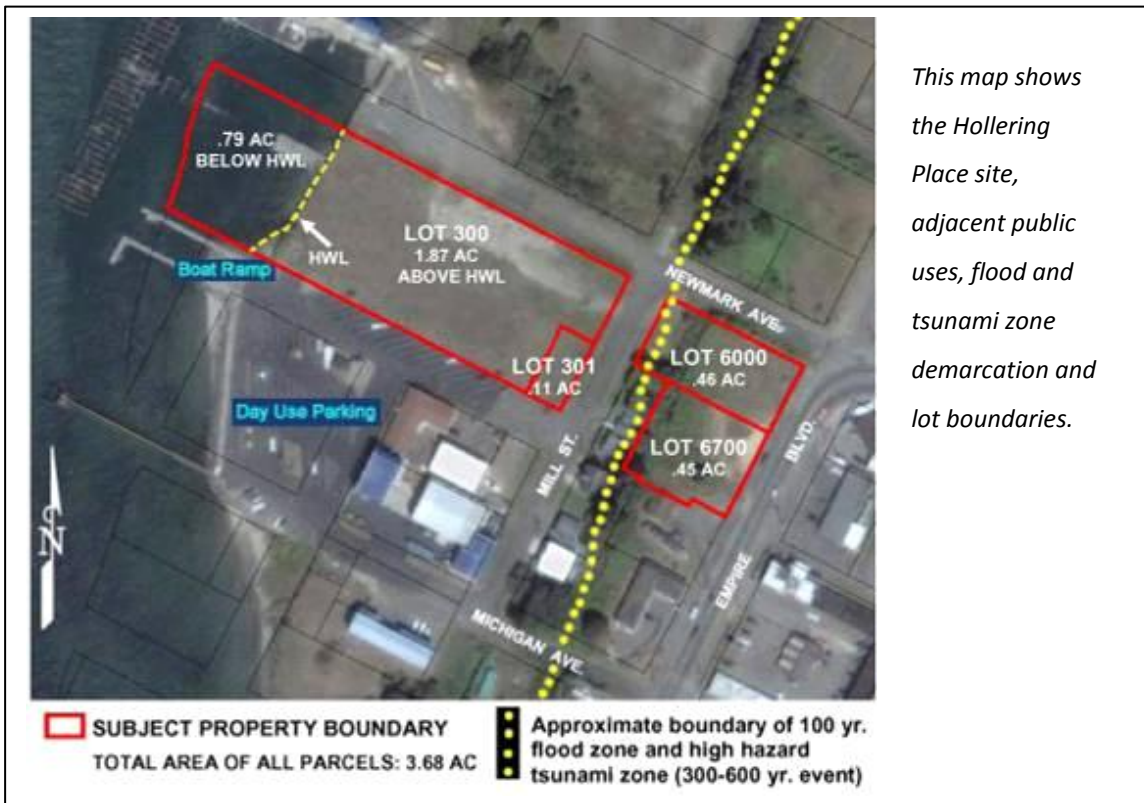 .79 AC
BELOW HWL
HWL
LOT 300
1.87 AC
ABOVE HWL
Boat Ramp
LOT 301
.11 AC
NEWMARK AVE.
LOT 6000
.46 AC
LOT 6700
.45 AC
Day Use Parking
MILL ST.
EMPIRE BLVD.
MICHIGAN AVE.
N
This map shows
the Hollering
Place site,
adjacent public
uses, flood and
tsunami zone
demarcation and
lot boundaries.
SUBJECT PROPERTY BOUNDARY
TOTAL AREA OF ALL PARCELS: 3.68 AC
Approximate boundary of 100 yr.
flood zone and high hazard
tsunami zone (300-600 yr. event)